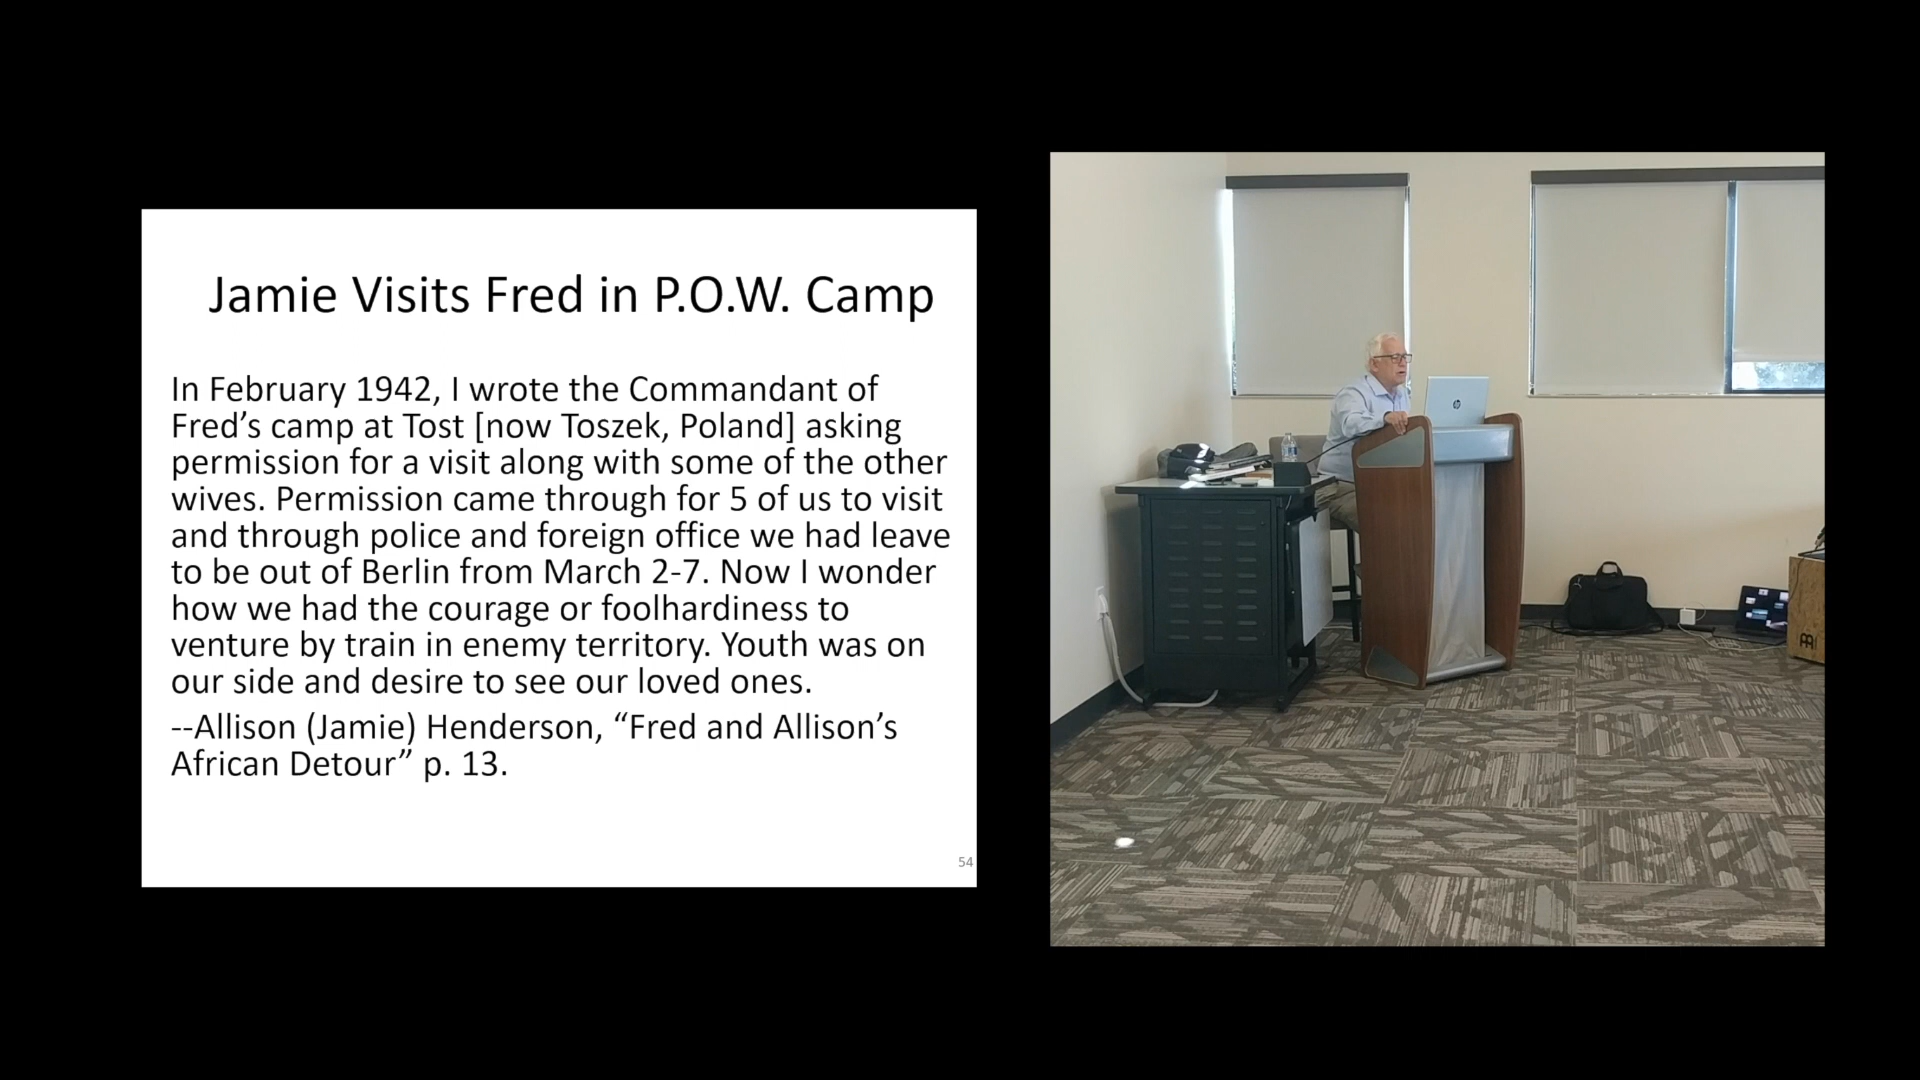 Jamie Visits Fred in P.O.W. Camp
In February 1942, I wrote the Commandant of
Fred’s camp at Tost [now Toszek, Poland] asking
permission for a visit along with some of the other
wives. Permission came through for 5 of us to visit
and through police and foreign office we had leave
to be out of Berlin from March 2-7. Now I wonder
how we had the courage or foolhardiness to
venture by train in enemy territory. Youth was on
our side and desire to see our loved ones.
--Allison (Jamie) Henderson, “Fred and Allison’s
African Detour” p. 13.
54
hp